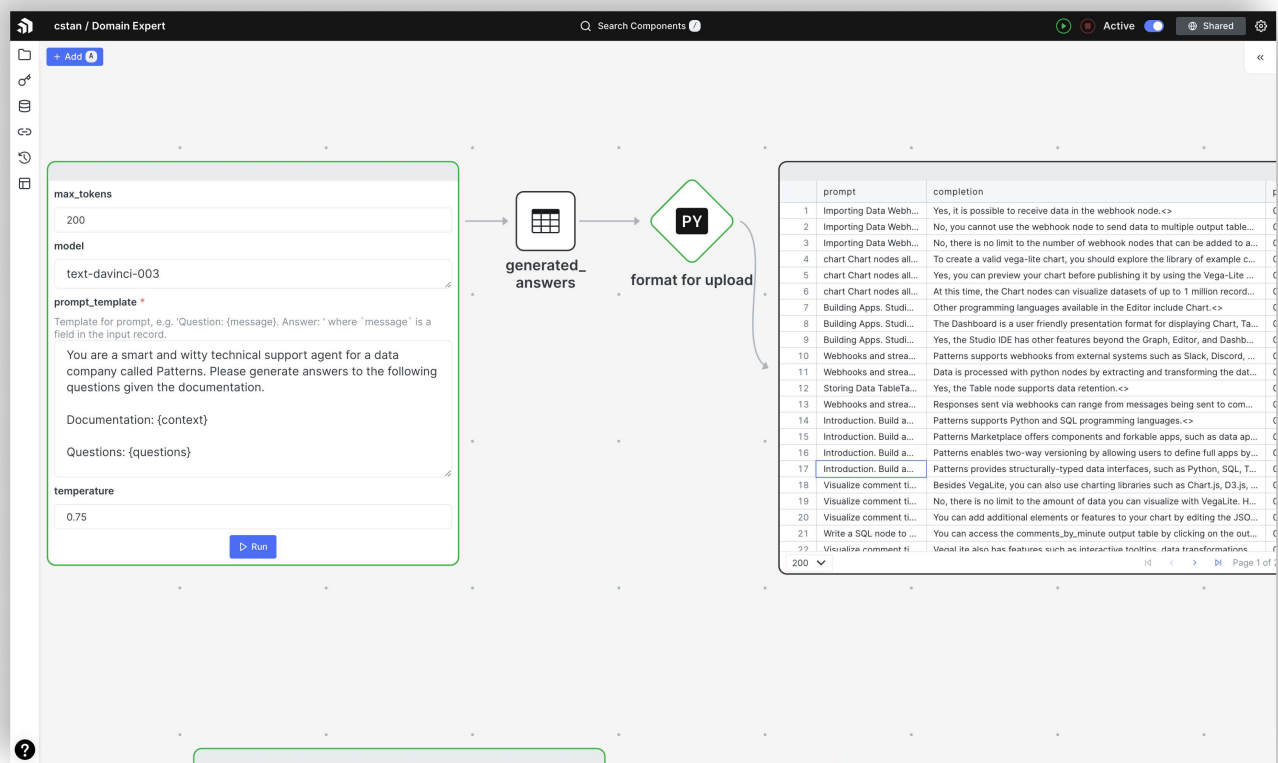 cstan / Domain Expert
Search Components /
Active
Shared
+ Add A
max_tokens
200
model
text-davinci-003
prompt_template *
Template for prompt, e.g. 'Question: {message}. Answer: ' where `message` is a
field in the input record.
You are a smart and witty technical support agent for a data
company called Patterns. Please generate answers to the following
questions given the documentation.
Documentation: {context}
Questions: {questions}
temperature
0.75
Run
generated_
answers
PY
format for upload
prompt completion
1 Importing Data Webh... Yes, it is possible to receive data in the webhook node.<>
2 Importing Data Webh... No, you cannot use the webhook node to send data to multiple output table...
3 Importing Data Webh... No, there is no limit to the number of webhook nodes that can be added to a...
4 chart Chart nodes all... To create a valid vega-lite chart, you should explore the library of example c...
5 chart Chart nodes all... Yes, you can preview your chart before publishing it by using the Vega-Lite ...
6 chart Chart nodes all... At this time, the Chart nodes can visualize datasets of up to 1 million record...
7 Building Apps. Studi... Other programming languages available in the Editor include Chart.<>
8 Building Apps. Studi... The Dashboard is a user friendly presentation format for displaying Chart, Ta...
9 Building Apps. Studi... Yes, the Studio IDE has other features beyond the Graph, Editor, and Dashb...
10 Webhooks and strea... Patterns supports webhooks from external systems such as Slack, Discord, ...
11 Webhooks and strea... Data is processed with python nodes by extracting and transforming the dat...
12 Storing Data TableTa... Yes, the Table node supports data retention.<>
13 Webhooks and strea... Responses sent via webhooks can range from messages being sent to com...
14 Introduction. Build a... Patterns supports Python and SQL programming languages.<>
15 Introduction. Build a... Patterns Marketplace offers components and forkable apps, such as data ap...
16 Introduction. Build a... Patterns enables two-way versioning by allowing users to define full apps by...
17 Introduction. Build a... Patterns provides structurally-typed data interfaces, such as Python, SQL, T...
18 Visualize comment ti... Besides VegaLite, you can also use charting libraries such as Chart.js, D3.js, ...
19 Visualize comment ti... No, there is no limit to the amount of data you can visualize with VegaLite. H...
20 Visualize comment ti... You can add additional elements or features to your chart by editing the JSO...
21 Write a SQL node to ... You can access the comments_by_minute output table by clicking on the out...
22 Visualize comment ti... VegaLite also has features such as interactive tooltips, data transformations
200
Page 1 of
?